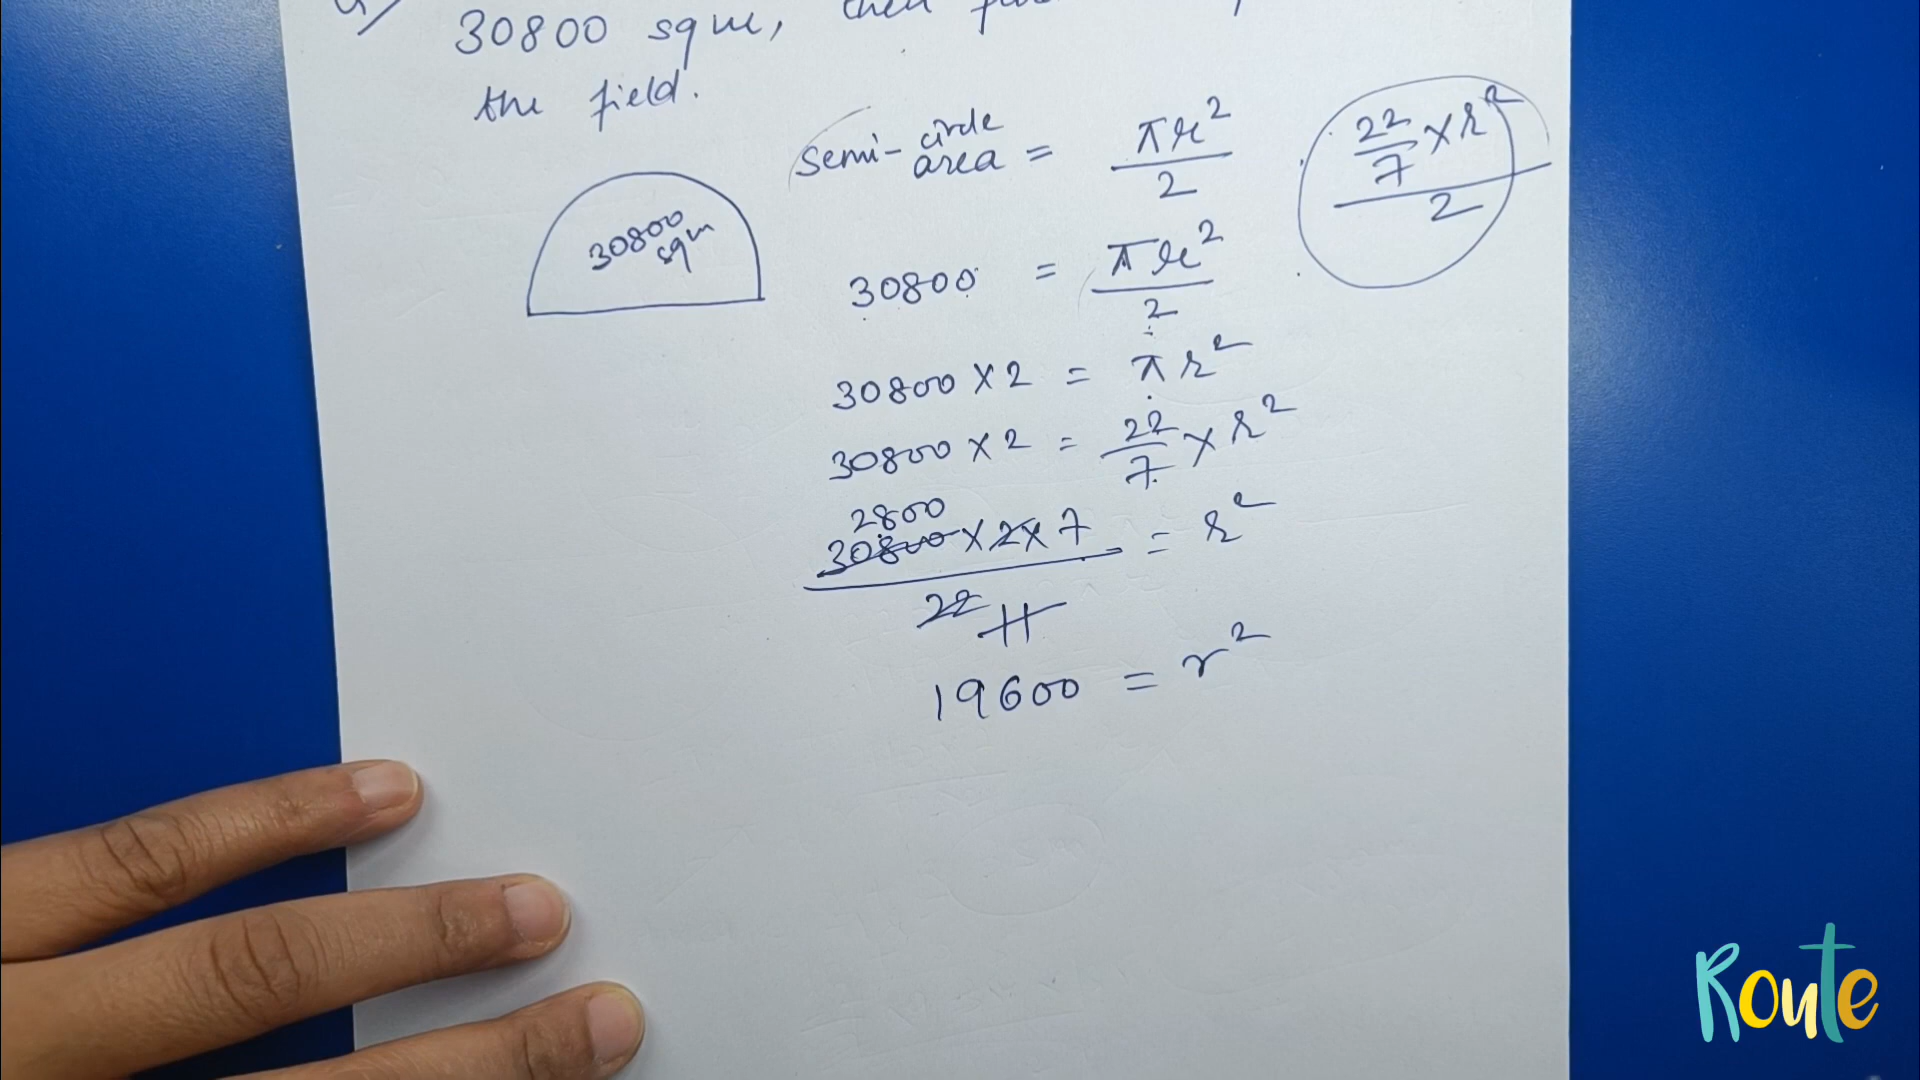 30800 sqm, then
the field.
semi-circle area = πr²/2
22/7 × r² / 2
30800 sqm
30800 = πr²/2
30800 × 2 = πr²
30800 × 2 = 22/7 × r²
2800
30800 × 2 × 7 / 22 11 = r²
19600 = r²
Route